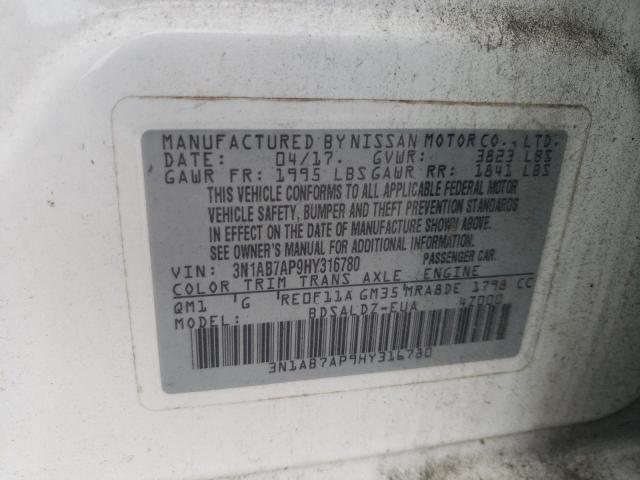 MANUFACTURED BY NISSAN MOTOR CO., LTD.
DATE: 04/17. GVWR: 3823 LBS
GAWR FR: 1995 LBS GAWR RR: 1841 LBS
THIS VEHICLE CONFORMS TO ALL APPLICABLE FEDERAL MOTOR
VEHICLE SAFETY, BUMPER AND THEFT PREVENTION STANDARDS
IN EFFECT ON THE DATE OF MANUFACTURE SHOWN ABOVE.
SEE OWNER'S MANUAL FOR ADDITIONAL INFORMATION.
VIN: 3N1AB7AP9HY316780 PASSENGER CAR.
COLOR TRIM TRANS AXLE ENGINE
QM1 G RE0F11A GM35 MRA8DE 1798 CC
MODEL: BDSALDZ-EUA 4Z000
3N1AB7AP9HY316780